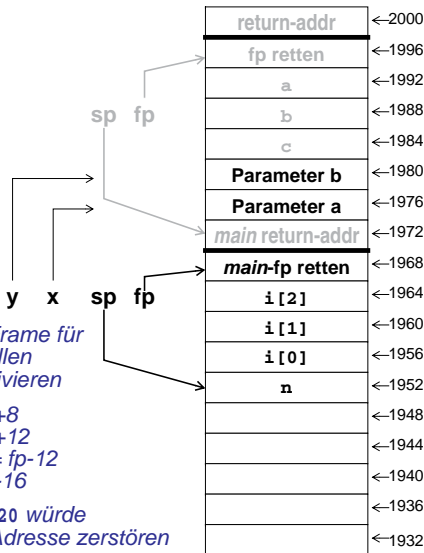 return-addr
←2000
fp retten
←1996
a
←1992
sp fp
b
←1988
c
←1984
Parameter b
←1980
Parameter a
←1976
main return-addr
←1972
main-fp retten
←1968
y x sp fp
i[2]
←1964
i[1]
←1960
rame für
i[0]
←1956
llen
ivieren
n
←1952
+8
←1948
+12
←1944
= fp-12
←1940
-16
←1936
20 würde
Adresse zerstören
←1932